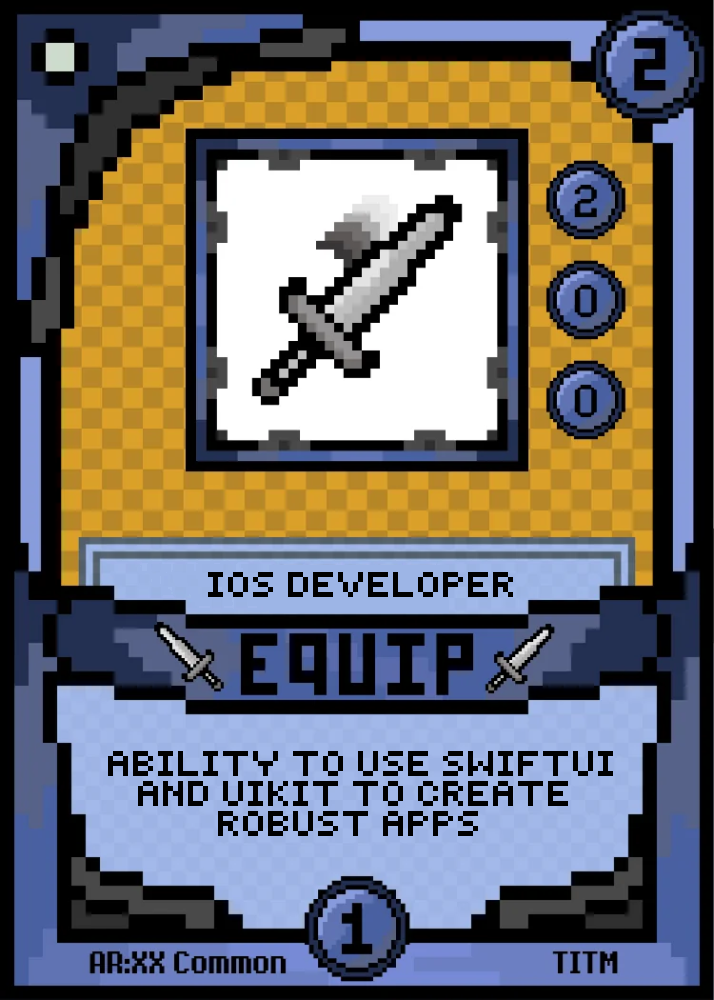 2
2
0
0
IOS DEVELOPER
EQUIP
ABILITY TO USE SWIFTUI
AND UIKIT TO CREATE
ROBUST APPS
1
AR:XX Common
TITM